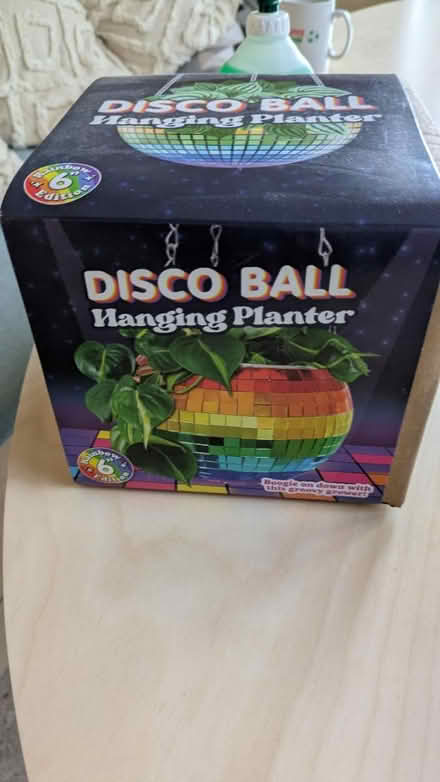 DISCO BALL
Hanging Planter
Rainbow
6"
Edition
DISCO BALL
Hanging Planter
Rainbow
6"
Edition
Boogie on down with
this groovy grower!